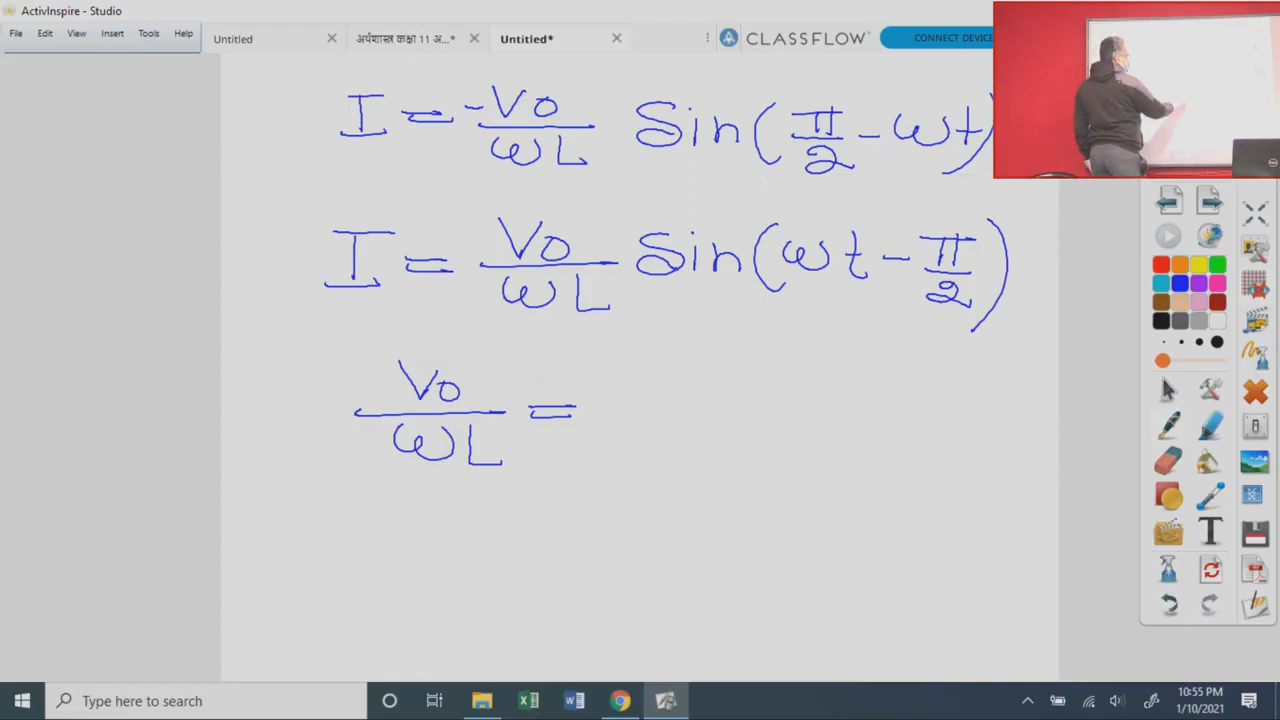 ActivInspire - Studio
File Edit View Insert Tools Help
Untitled
अर्थशास्त्र कक्षा 11 अ...*
Untitled*
CLASSFLOW
CONNECT DEVIC
I = -Vo/ωL Sin(π/2 - ωt)
I = Vo/ωL Sin(ωt - π/2)
Vo/ωL =
Type here to search
10:55 PM
1/10/2021